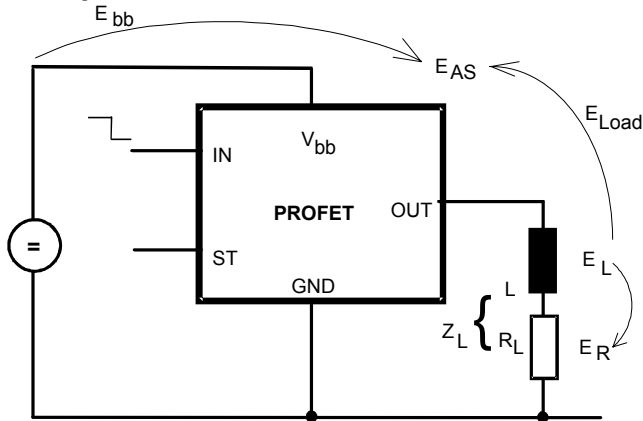 E bb
E AS
E Load
V bb
IN
PROFET
OUT
ST
=
GND
L
E L
Z L { R L
E R